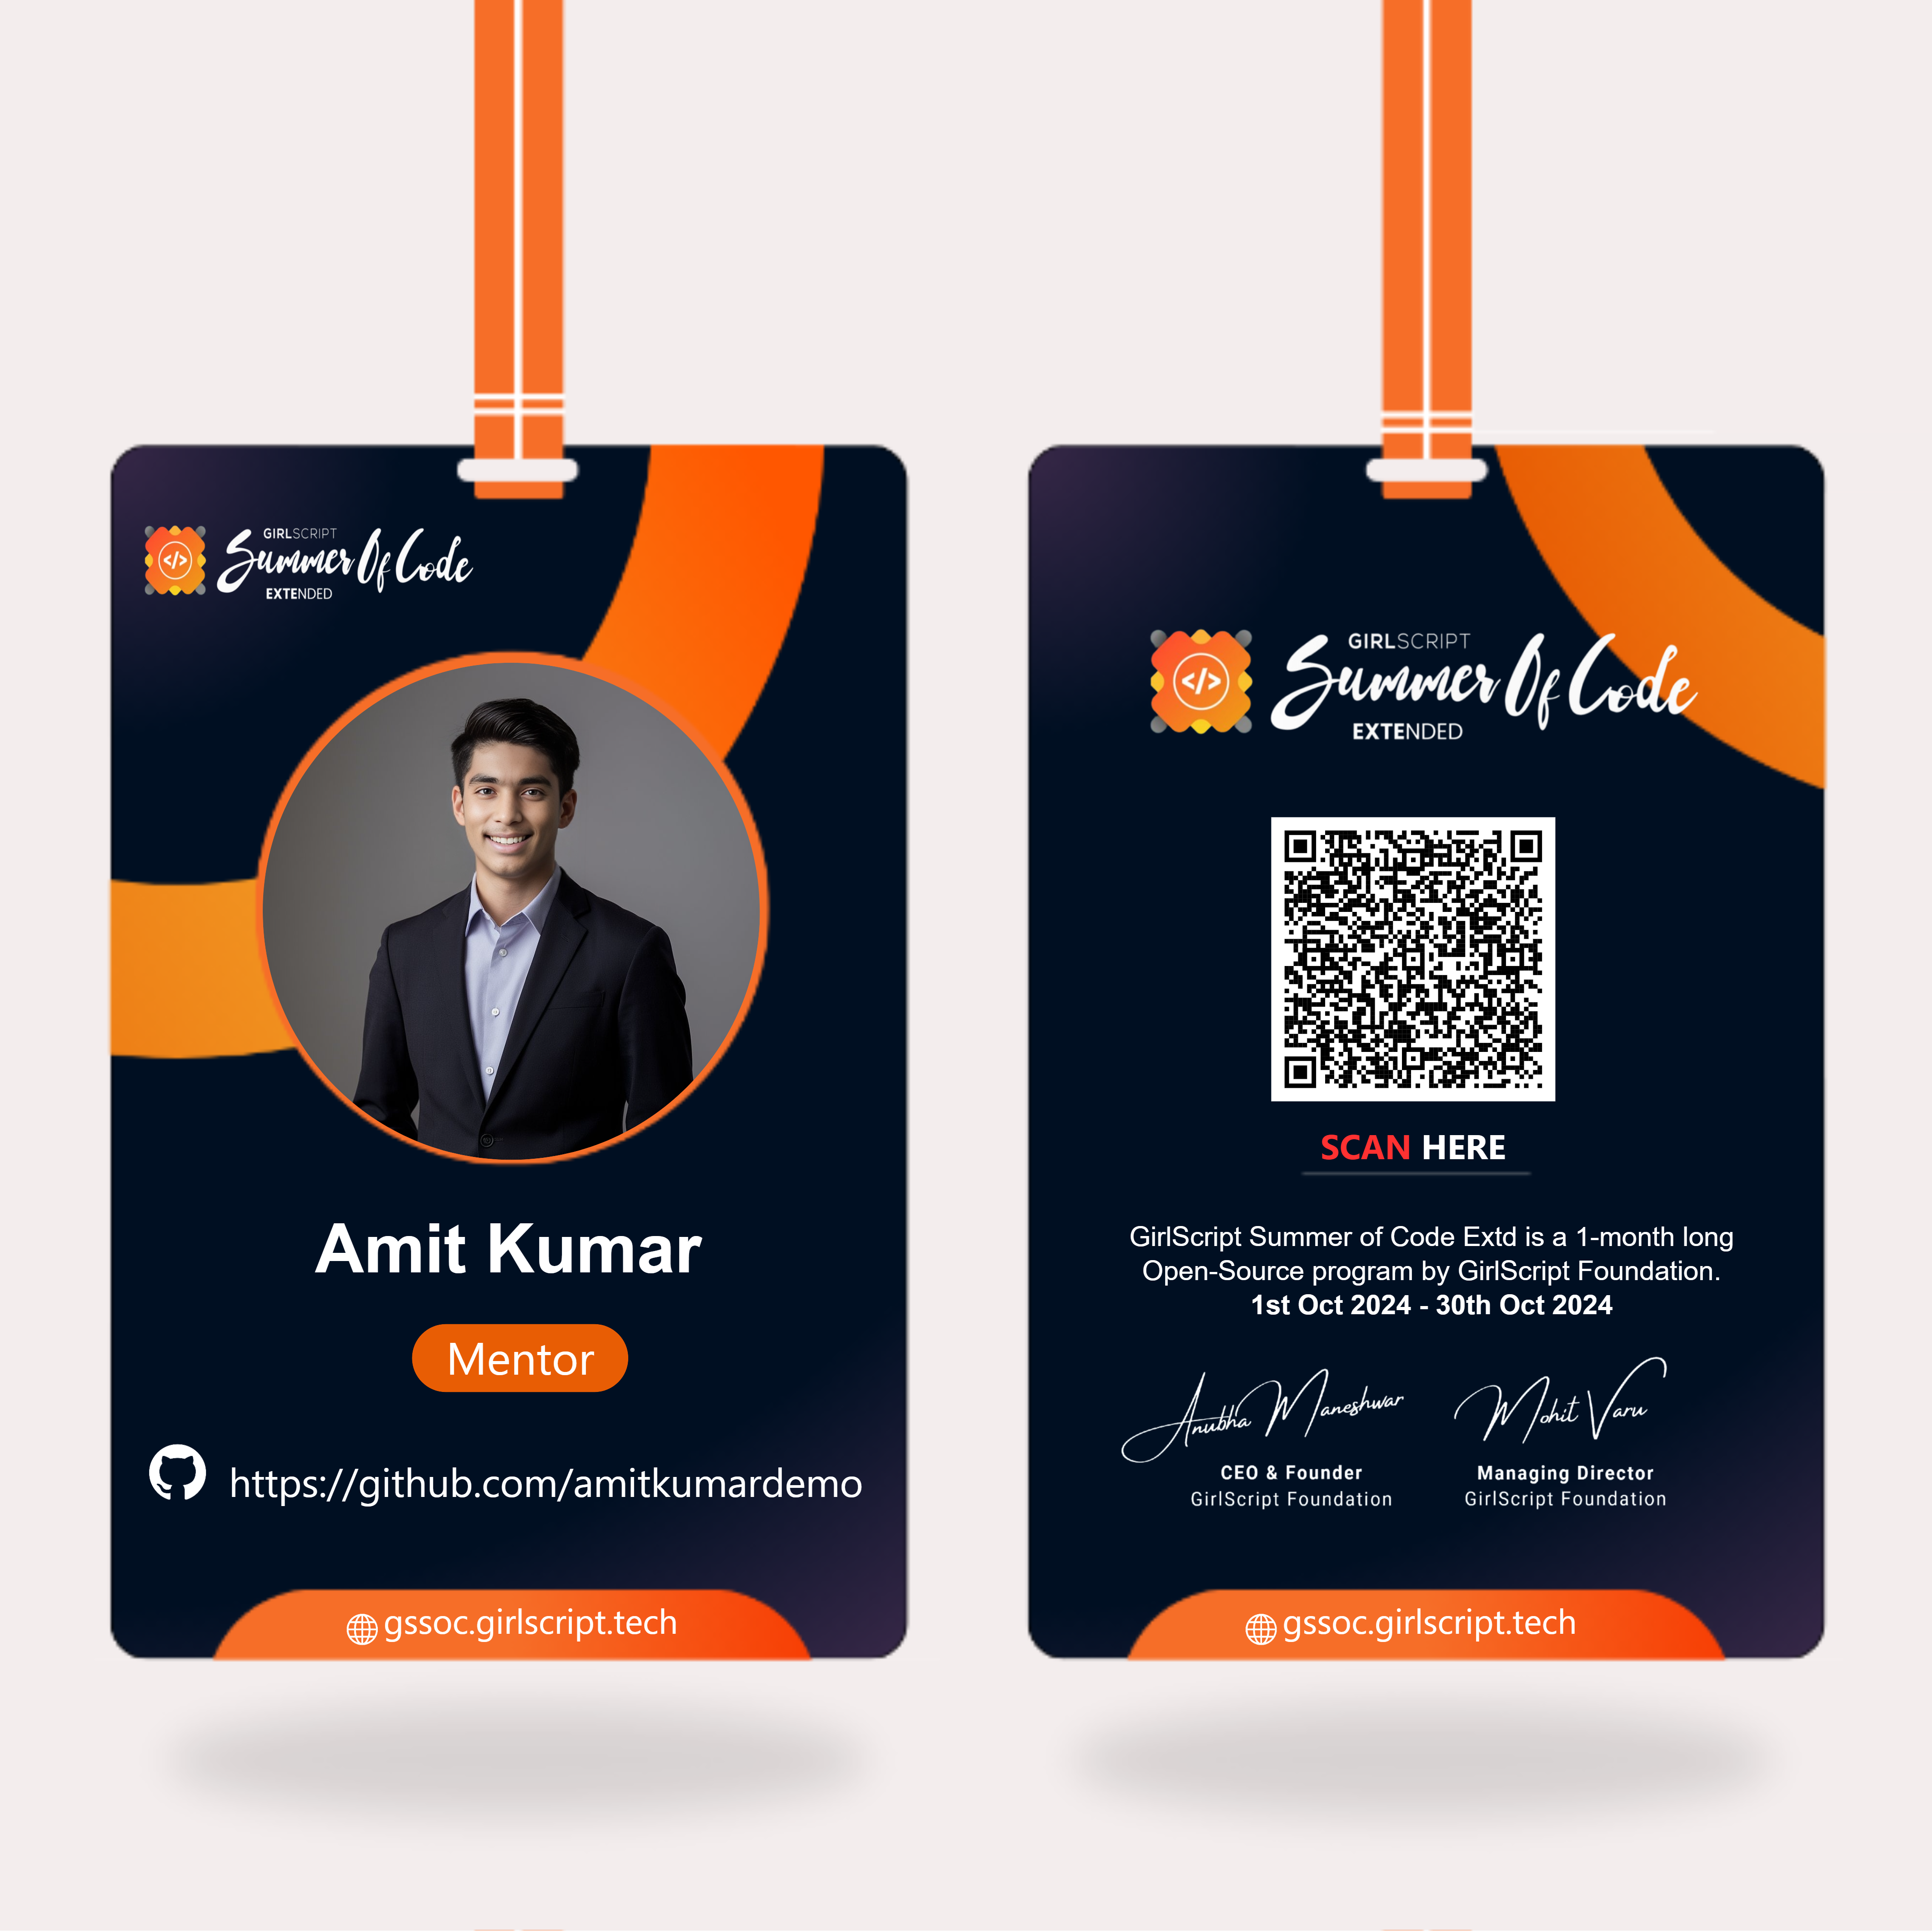 GIRLSCRIPT
Summer Of Code
EXTENDED
</>
Amit Kumar
Mentor
https://github.com/amitkumardemo
gssoc.girlscript.tech
GIRLSCRIPT
Summer Of Code
EXTENDED
</>
SCAN HERE
GirlScript Summer of Code Extd is a 1-month long
Open-Source program by GirlScript Foundation.
1st Oct 2024 - 30th Oct 2024
Anubha Maneshwar
CEO & Founder
GirlScript Foundation
Mohit Varu
Managing Director
GirlScript Foundation
gssoc.girlscript.tech